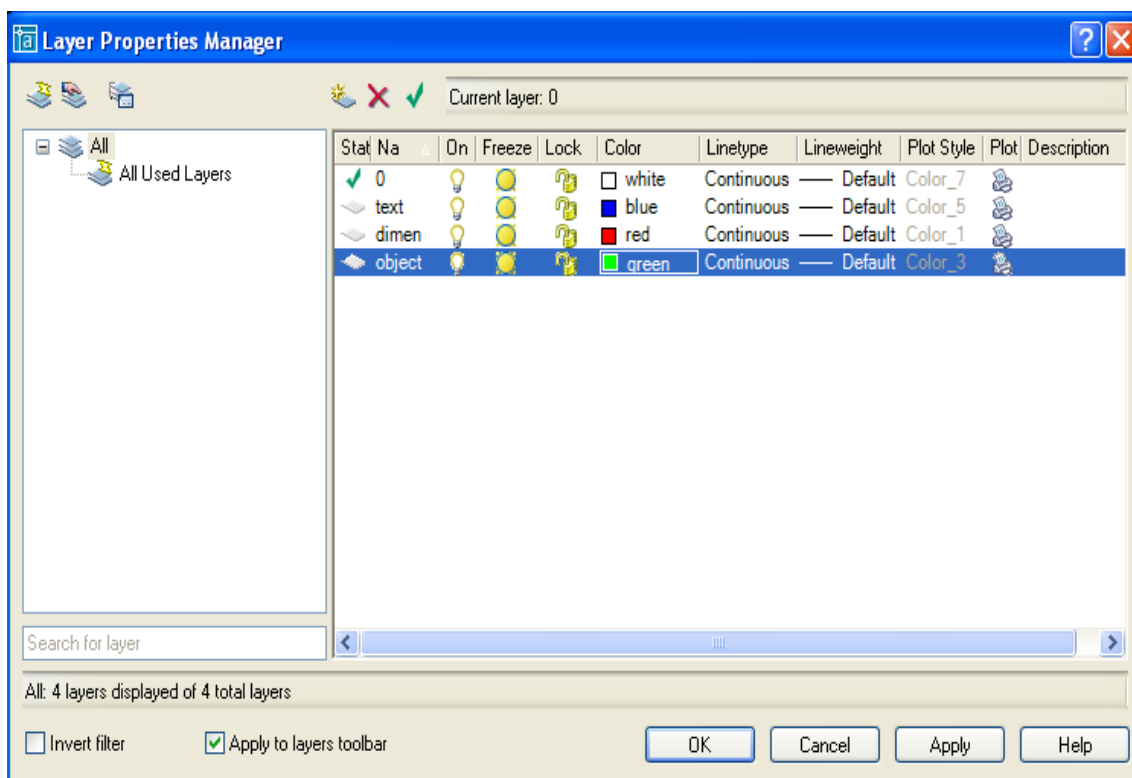 Layer Properties Manager
Current layer: 0
All
All Used Layers
Stat Na On Freeze Lock Color Linetype Lineweight Plot Style Plot Description
0 white Continuous Default Color_7
text blue Continuous Default Color_5
dimen red Continuous Default Color_1
object green Continuous Default Color_3
Search for layer
All: 4 layers displayed of 4 total layers
Invert filter Apply to layers toolbar OK Cancel Apply Help